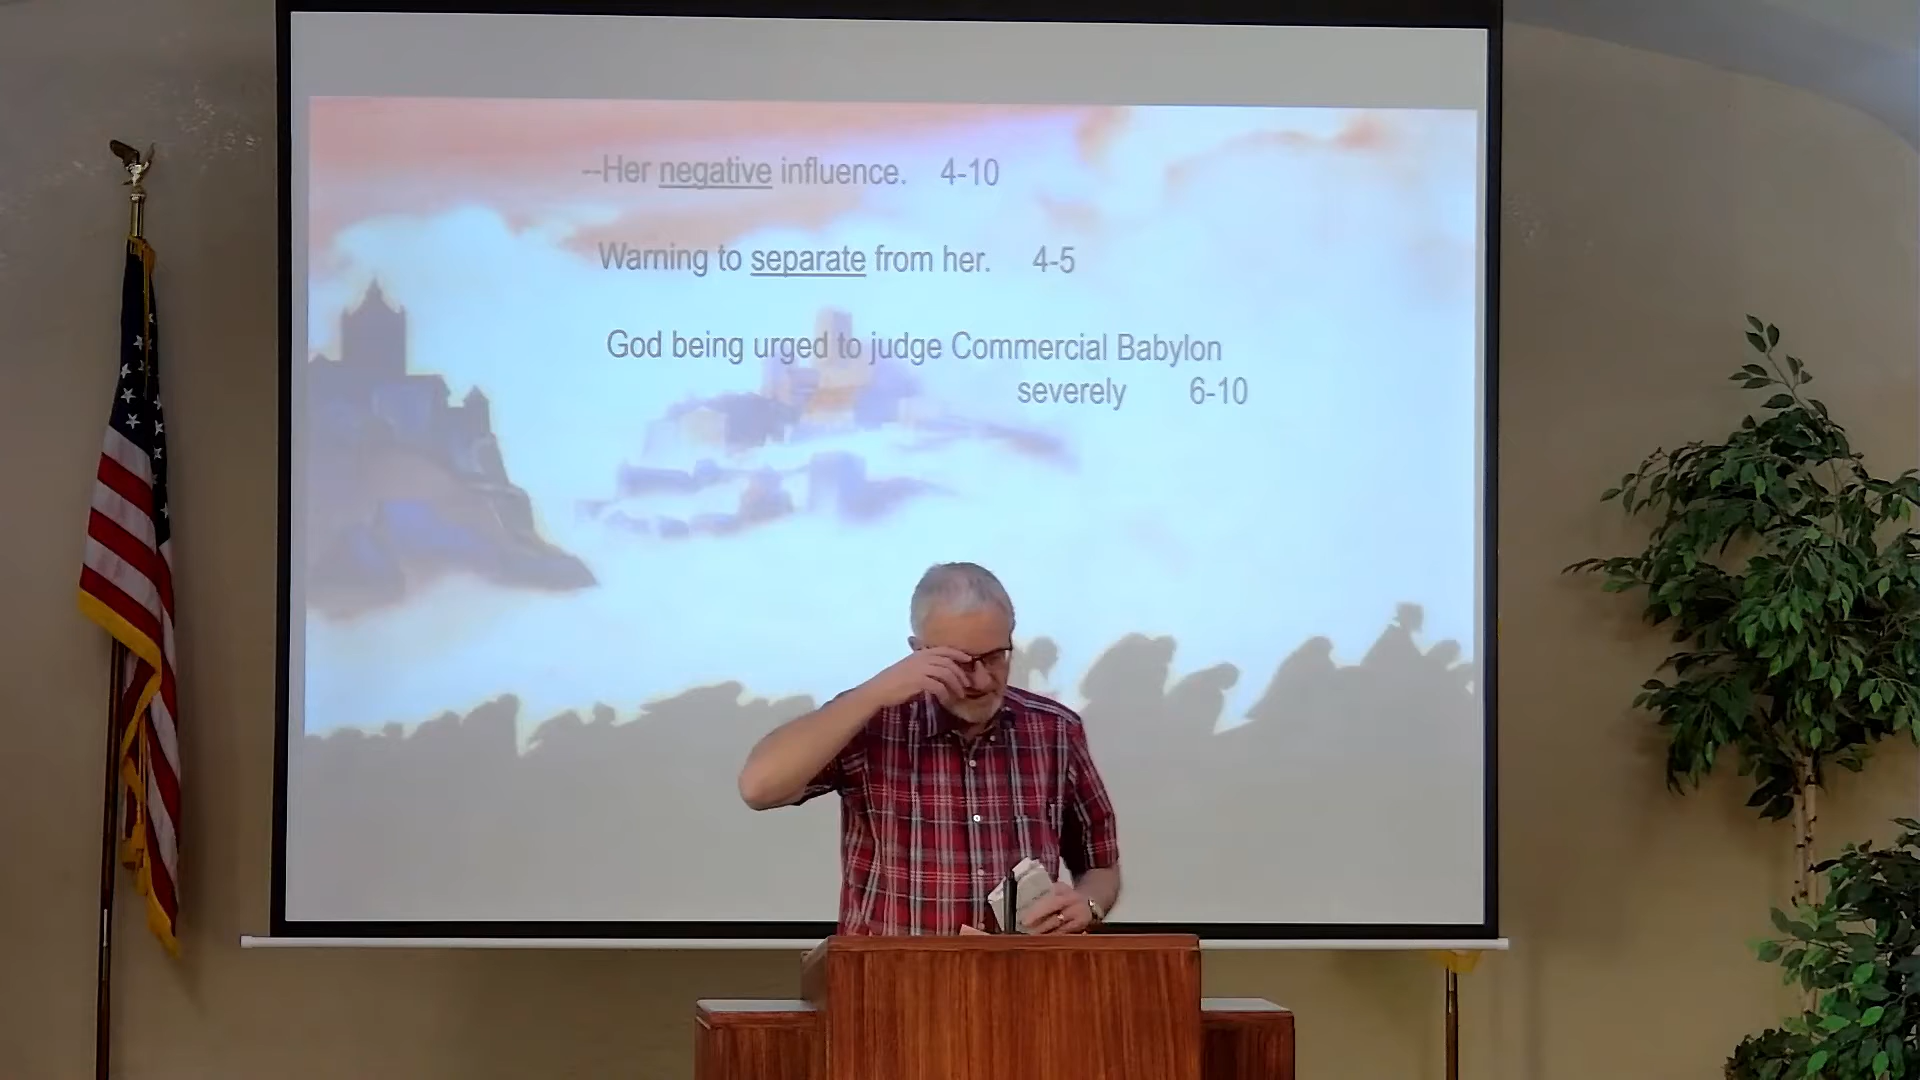 --Her negative influence. 4-10
Warning to separate from her. 4-5
God being urged to judge Commercial Babylon
severely 6-10